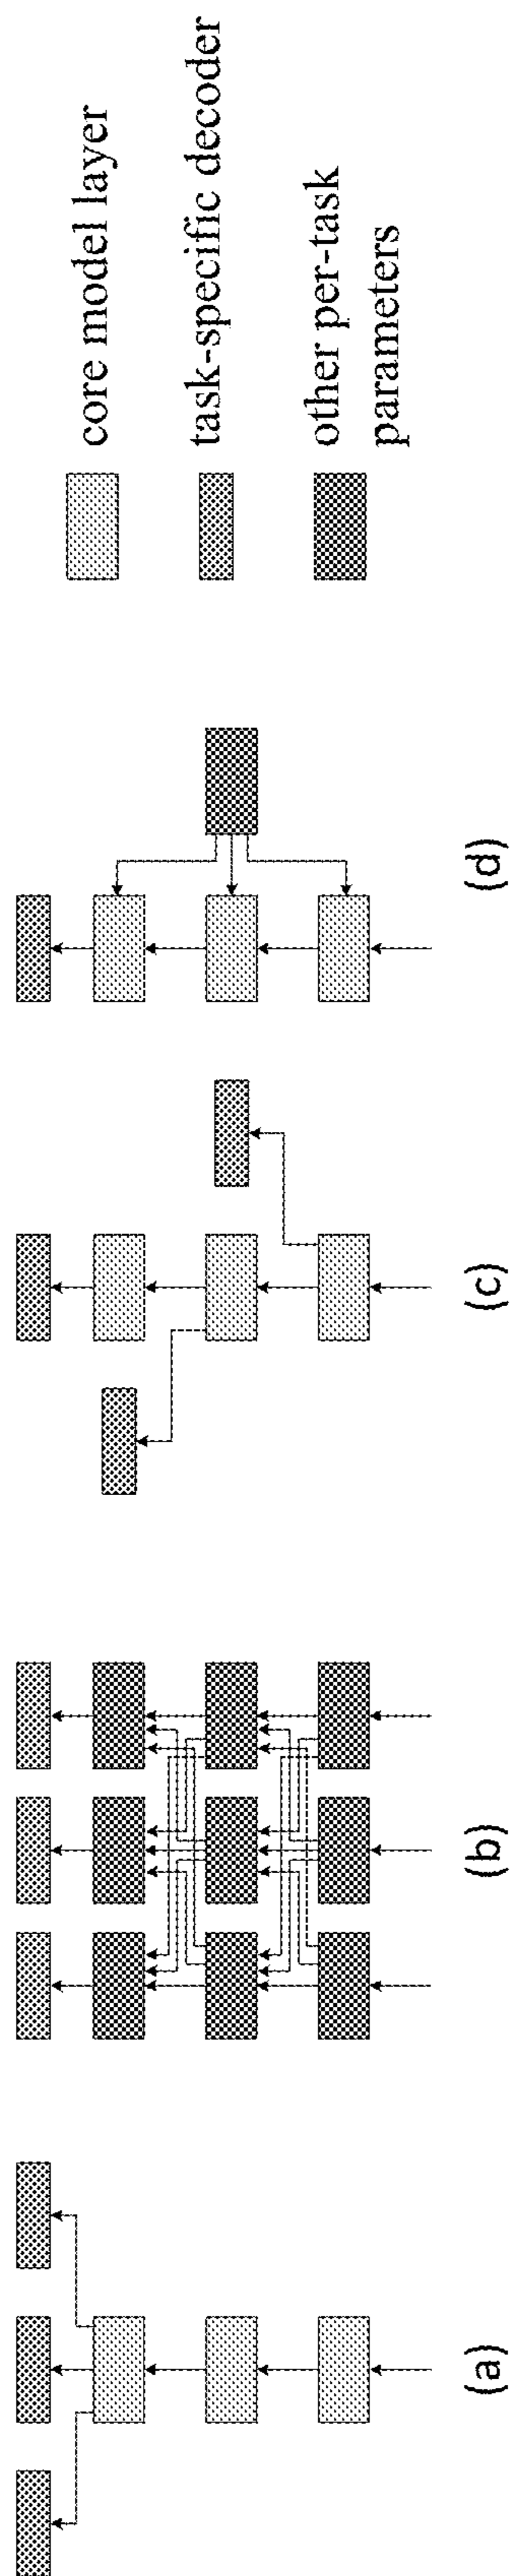 core model layer
task-specific decoder
other per-task
parameters
(a)
(b)
(c)
(d)